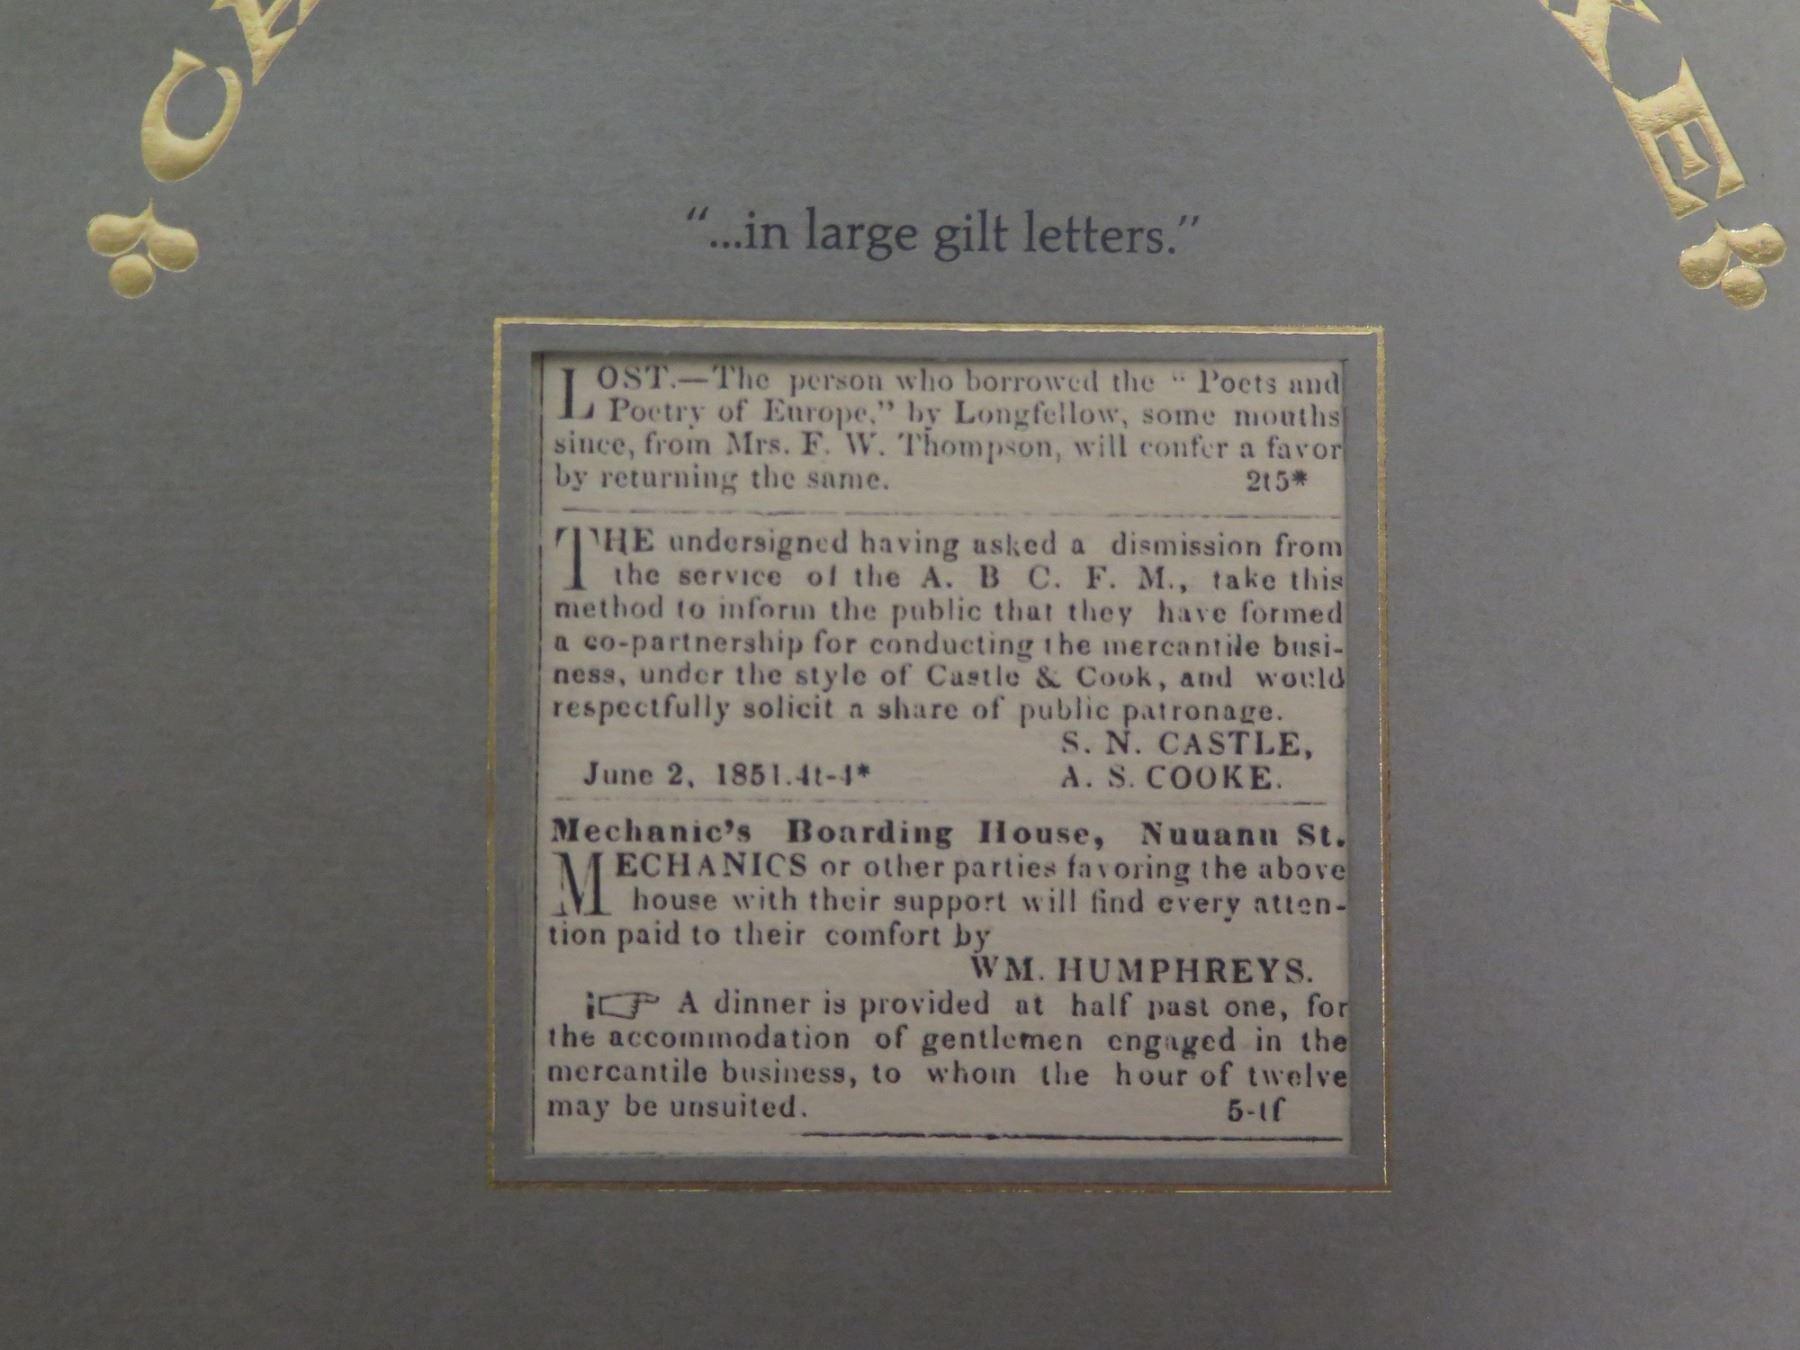 C
KE
"...in large gilt letters."
LOST.—The person who borrowed the "Poets and
Poetry of Europe," by Longfellow, some mouths
since, from Mrs. F. W. Thompson, will confer a favor
by returning the same. 2t5*
THE undersigned having asked a dismission from
the service of the A. B C. F. M., take this
method to inform the public that they have formed
a co-partnership for conducting the mercantile busi-
ness, under the style of Castle & Cook, and would
respectfully solicit a share of public patronage.
S. N. CASTLE,
June 2, 1851.4t-4* A. S. COOKE.
Mechanic's Boarding House, Nuuanu St.
MECHANICS or other parties favoring the above
house with their support will find every atten-
tion paid to their comfort by
WM. HUMPHREYS.
A dinner is provided at half past one, for
the accommodation of gentlemen engaged in the
mercantile business, to whom the hour of twelve
may be unsuited. 5-tf